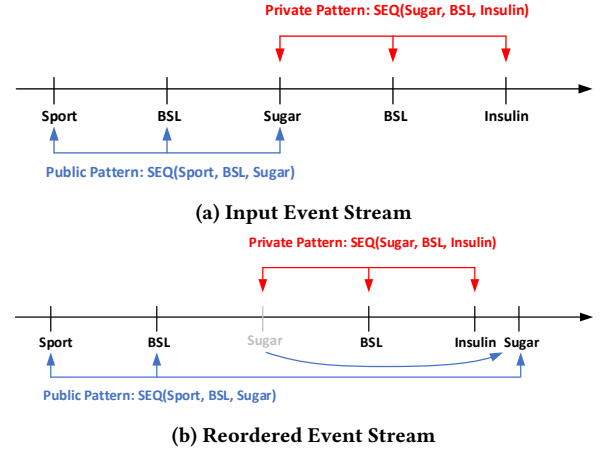 Private Pattern: SEQ(Sugar, BSL, Insulin)
Sport BSL Sugar BSL Insulin
Public Pattern: SEQ(Sport, BSL, Sugar)
(a) Input Event Stream
Private Pattern: SEQ(Sugar, BSL, Insulin)
Sport BSL Sugar BSL Insulin Sugar
Public Pattern: SEQ(Sport, BSL, Sugar)
(b) Reordered Event Stream